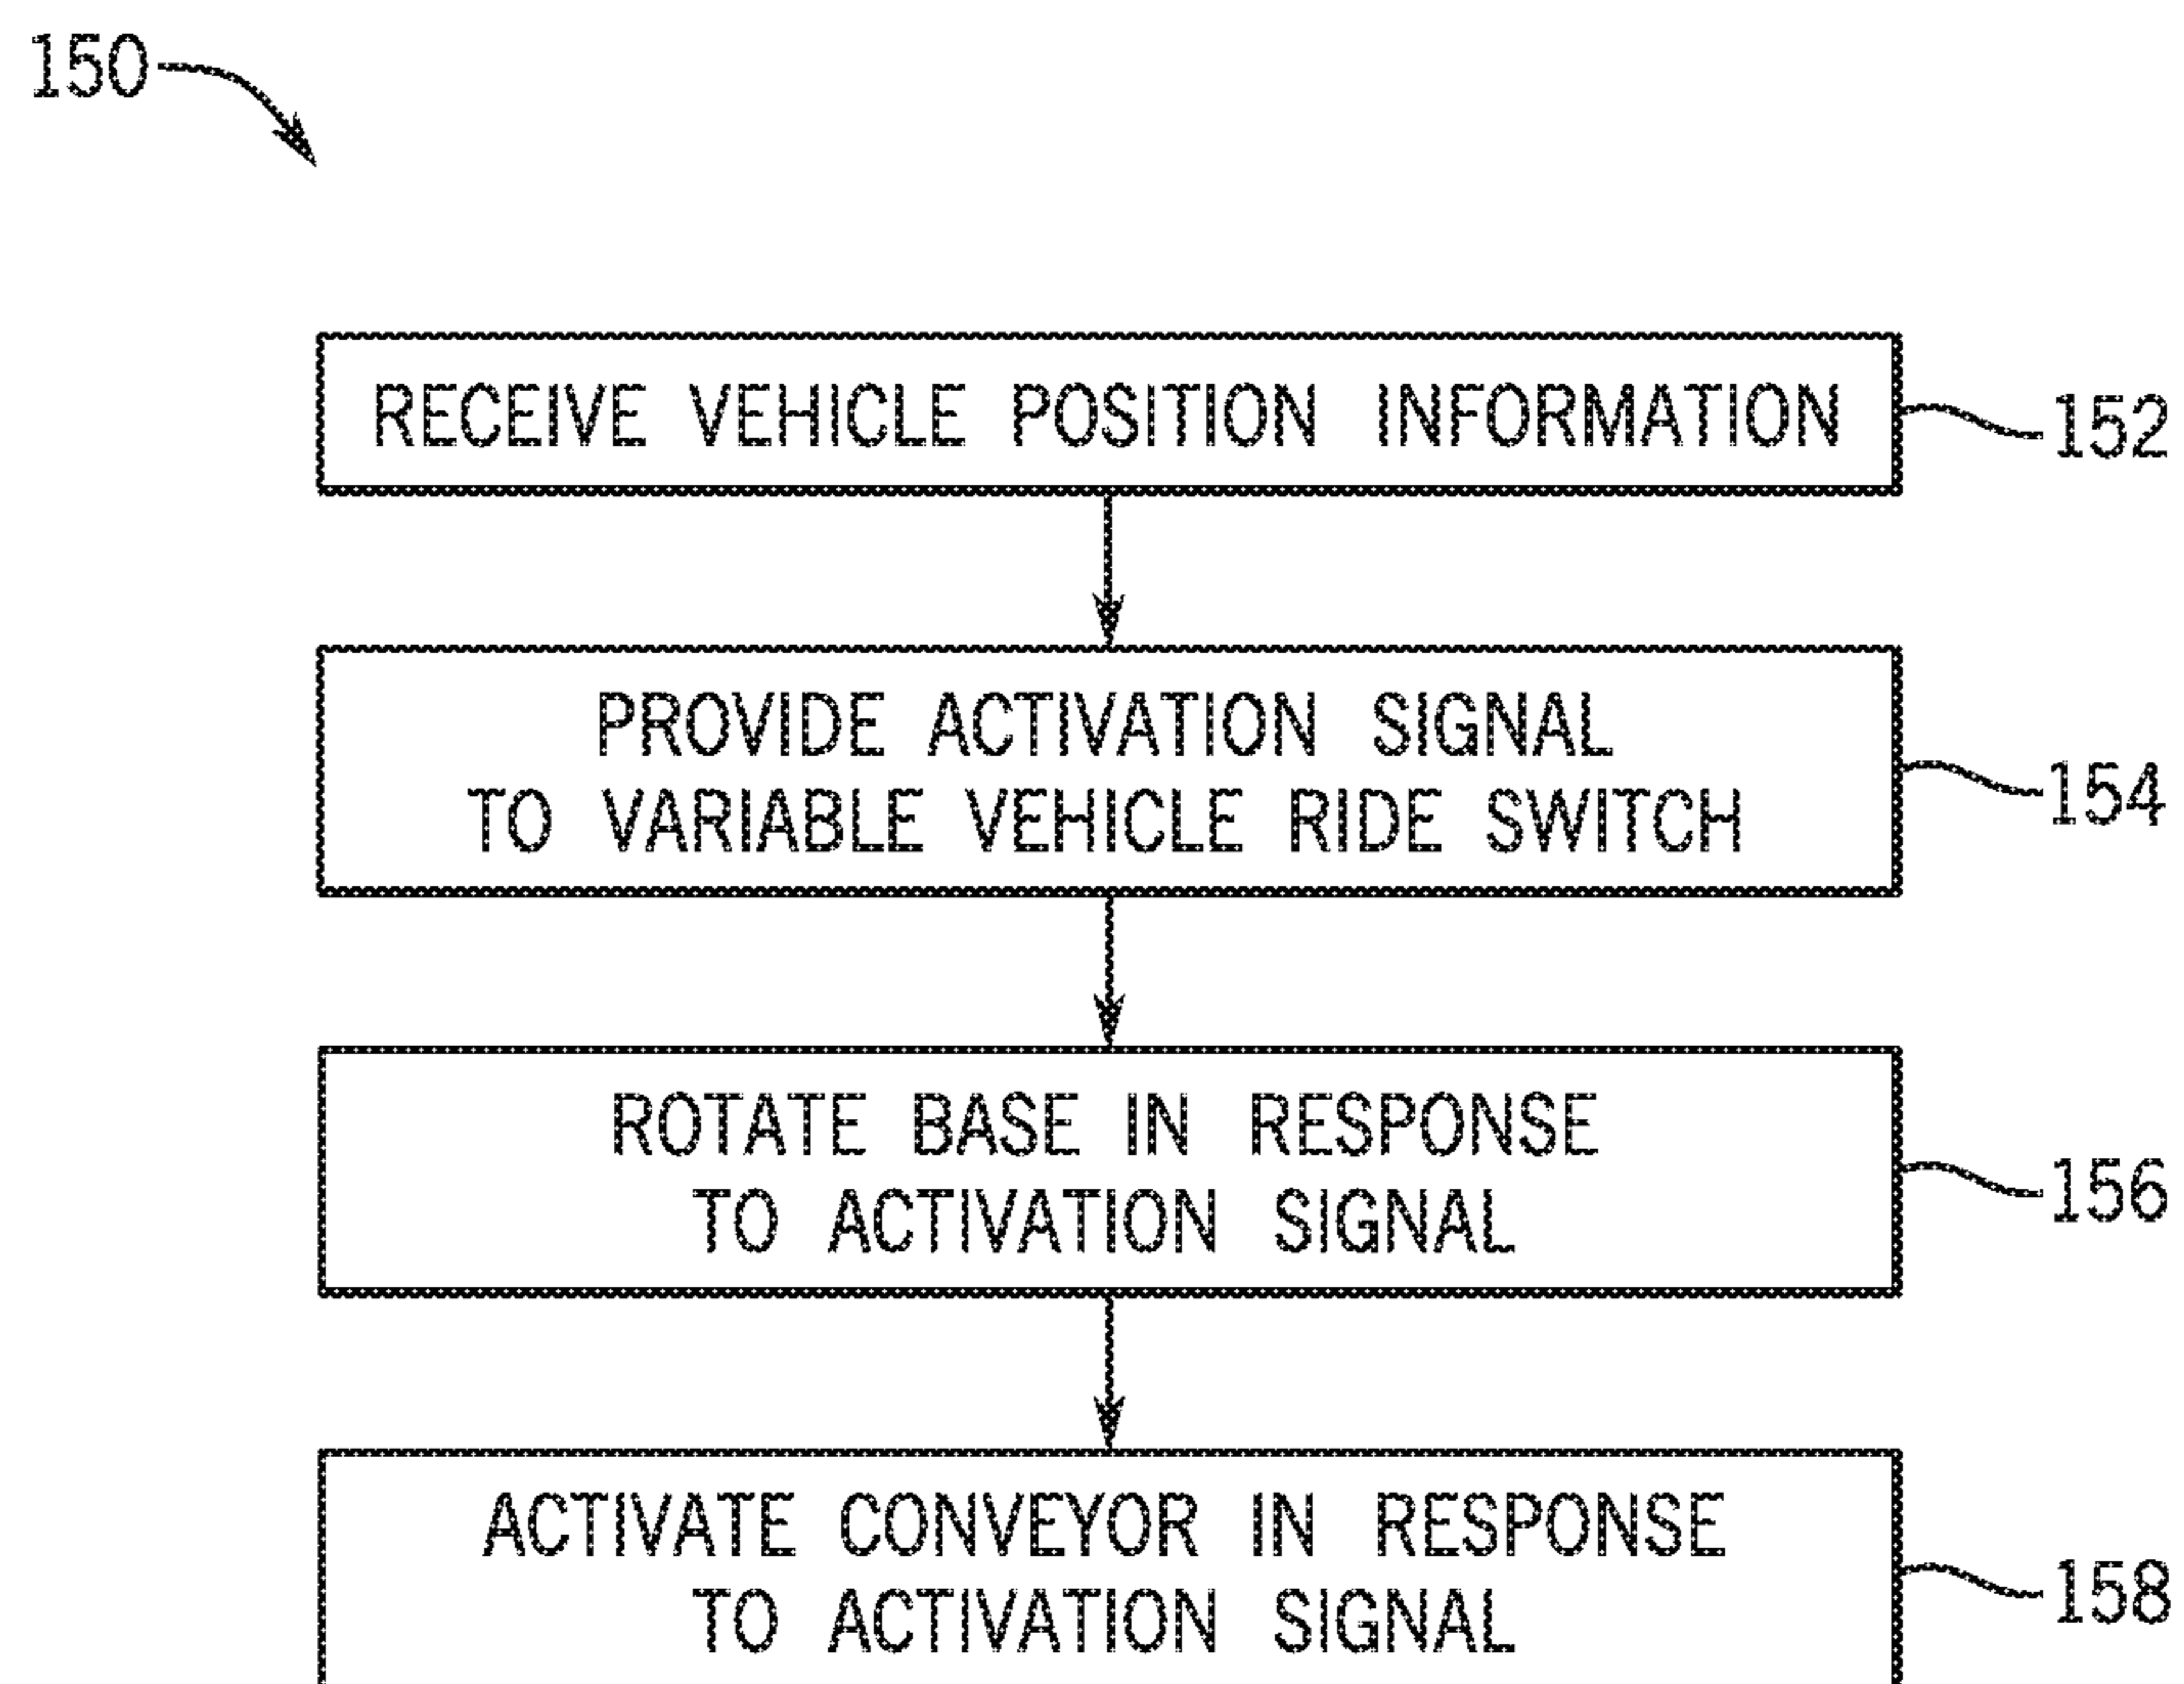 150
RECEIVE VEHICLE POSITION INFORMATION
152
PROVIDE ACTIVATION SIGNAL
TO VARIABLE VEHICLE RIDE SWITCH
154
ROTATE BASE IN RESPONSE
TO ACTIVATION SIGNAL
156
ACTIVATE CONVEYOR IN RESPONSE
TO ACTIVATION SIGNAL
158